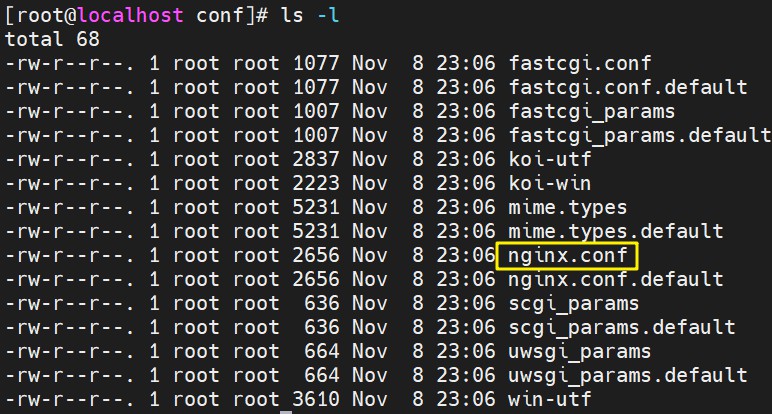 [root@localhost conf]# ls -l
total 68
-rw-r--r--. 1 root root 1077 Nov  8 23:06 fastcgi.conf
-rw-r--r--. 1 root root 1077 Nov  8 23:06 fastcgi.conf.default
-rw-r--r--. 1 root root 1007 Nov  8 23:06 fastcgi_params
-rw-r--r--. 1 root root 1007 Nov  8 23:06 fastcgi_params.default
-rw-r--r--. 1 root root 2837 Nov  8 23:06 koi-utf
-rw-r--r--. 1 root root 2223 Nov  8 23:06 koi-win
-rw-r--r--. 1 root root 5231 Nov  8 23:06 mime.types
-rw-r--r--. 1 root root 5231 Nov  8 23:06 mime.types.default
-rw-r--r--. 1 root root 2656 Nov  8 23:06 nginx.conf
-rw-r--r--. 1 root root 2656 Nov  8 23:06 nginx.conf.default
-rw-r--r--. 1 root root  636 Nov  8 23:06 scgi_params
-rw-r--r--. 1 root root  636 Nov  8 23:06 scgi_params.default
-rw-r--r--. 1 root root  664 Nov  8 23:06 uwsgi_params
-rw-r--r--. 1 root root  664 Nov  8 23:06 uwsgi_params.default
-rw-r--r--. 1 root root 3610 Nov  8 23:06 win-utf